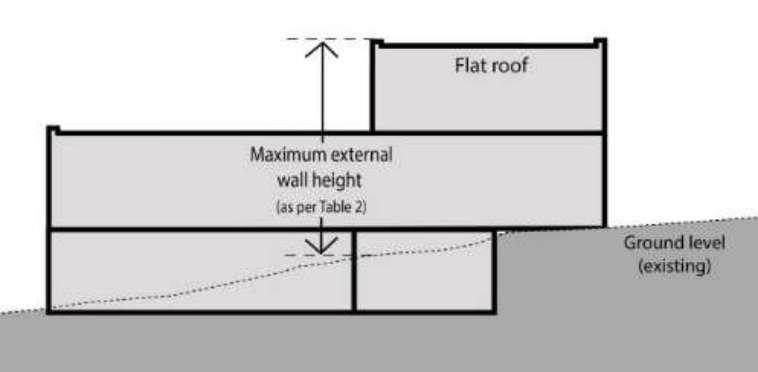 Flat roof
Maximum external
wall height
(as per Table 2)
Ground level
(existing)